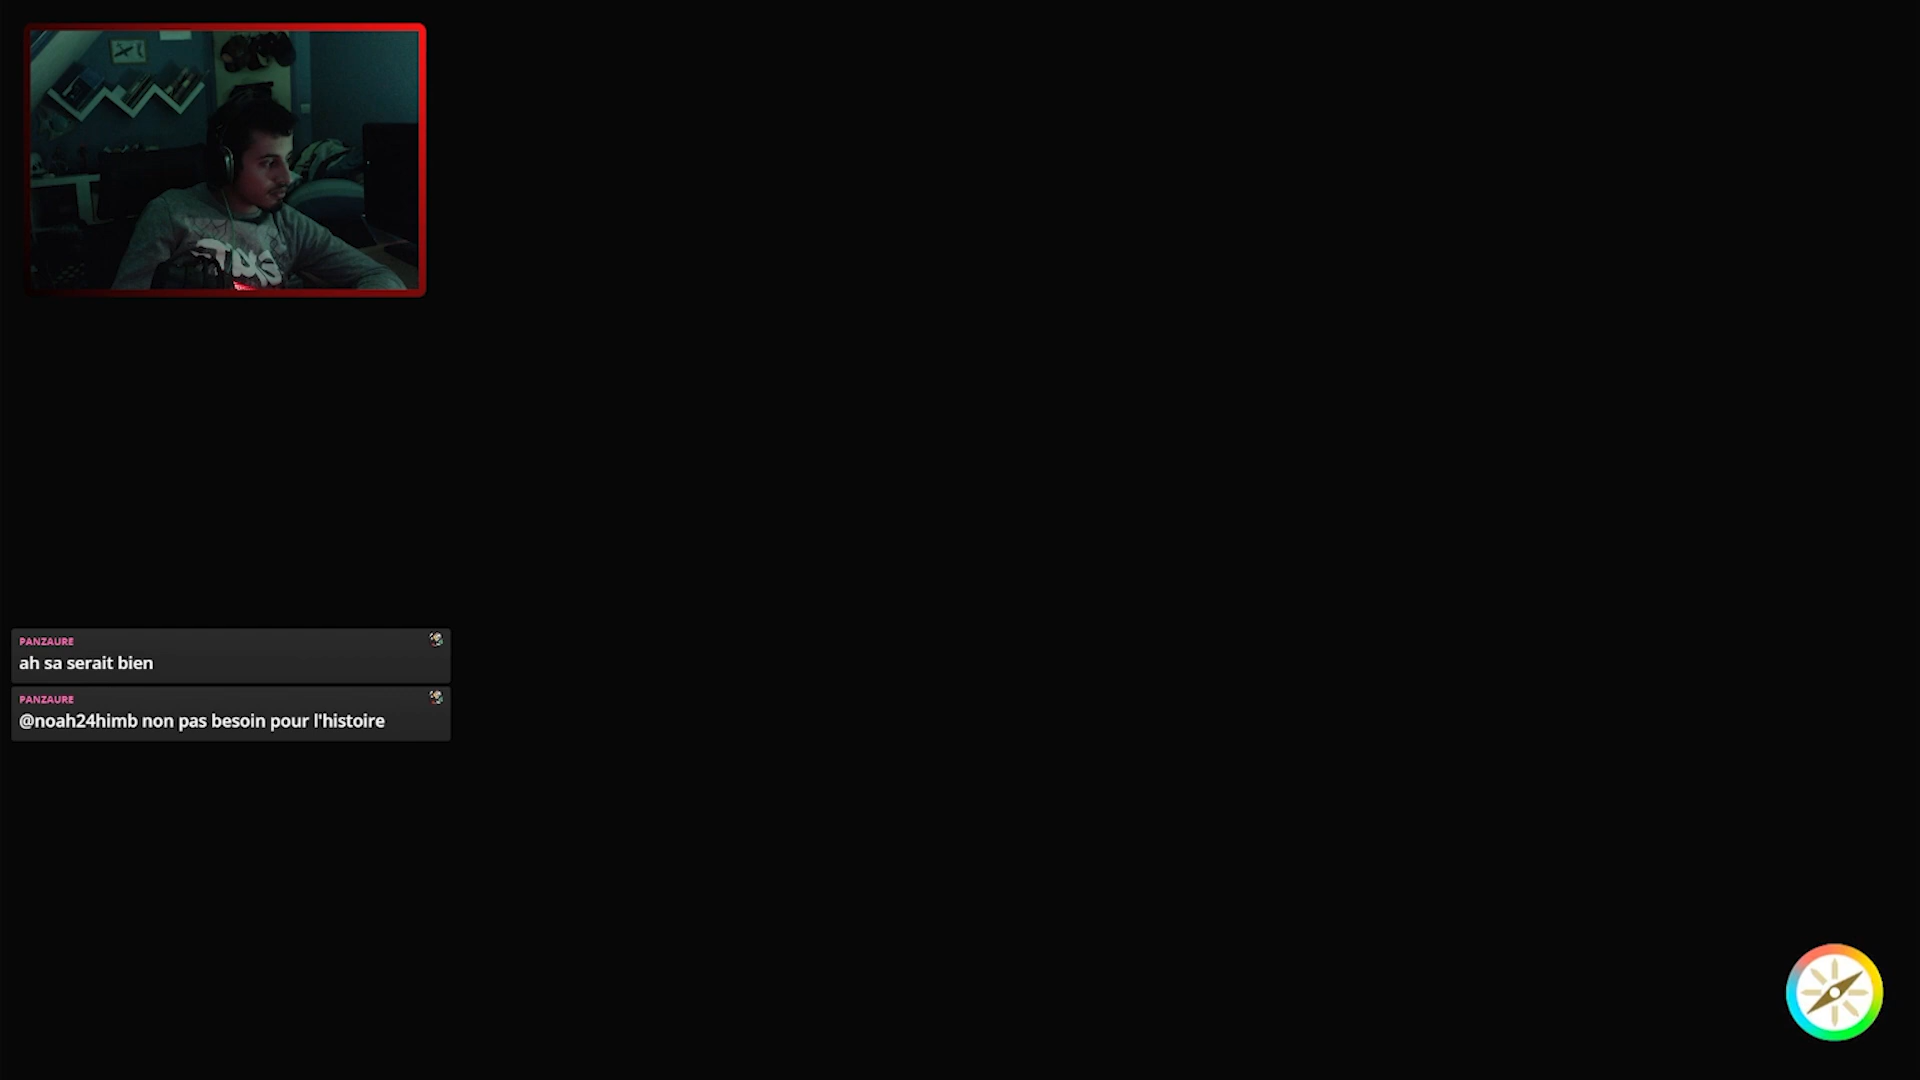 PANZAURE
ah sa serait bien
PANZAURE
@noah24himb non pas besoin pour l'histoire